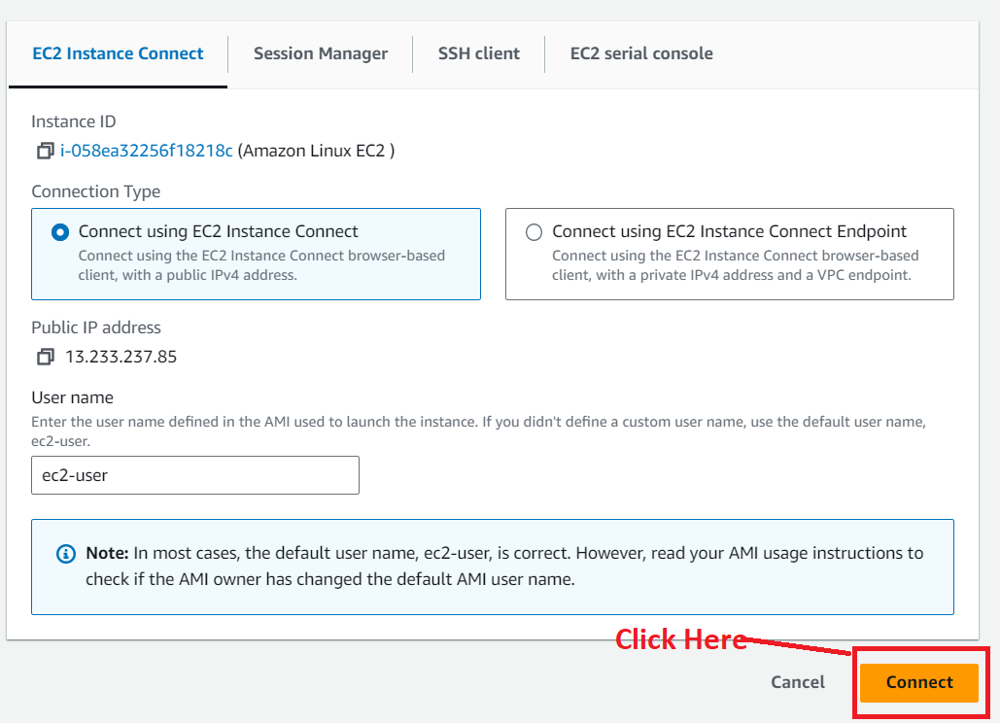 EC2 Instance Connect
Session Manager
SSH client
EC2 serial console
Instance ID
i-058ea32256f18218c (Amazon Linux EC2 )
Connection Type
Connect using EC2 Instance Connect
Connect using the EC2 Instance Connect browser-based
client, with a public IPv4 address.
Connect using EC2 Instance Connect Endpoint
Connect using the EC2 Instance Connect browser-based
client, with a private IPv4 address and a VPC endpoint.
Public IP address
13.233.237.85
User name
Enter the user name defined in the AMI used to launch the instance. If you didn't define a custom user name, use the default user name,
ec2-user.
ec2-user
Note: In most cases, the default user name, ec2-user, is correct. However, read your AMI usage instructions to
check if the AMI owner has changed the default AMI user name.
Click Here
Cancel
Connect